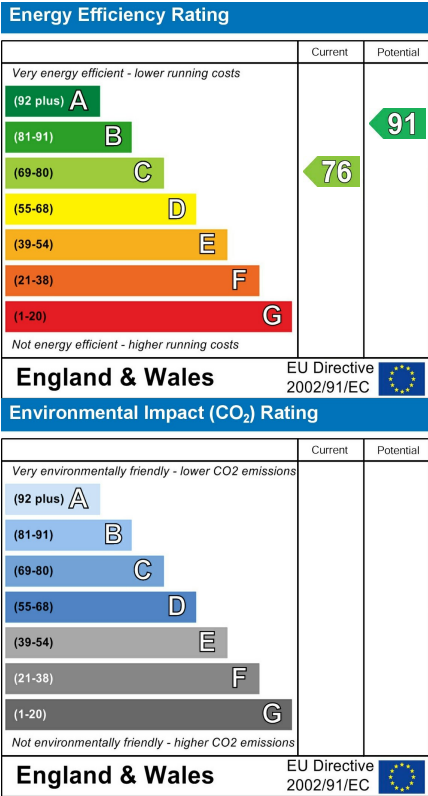 Energy Efficiency Rating
Current Potential
Very energy efficient - lower running costs
(92 plus) A
(81-91) B
91
(69-80) C
76
(55-68) D
(39-54) E
(21-38) F
(1-20) G
Not energy efficient - higher running costs
England & Wales
EU Directive
2002/91/EC
Environmental Impact (CO₂) Rating
Current Potential
Very environmentally friendly - lower CO2 emissions
(92 plus) A
(81-91) B
(69-80) C
(55-68) D
(39-54) E
(21-38) F
(1-20) G
Not environmentally friendly - higher CO2 emissions
England & Wales
EU Directive
2002/91/EC